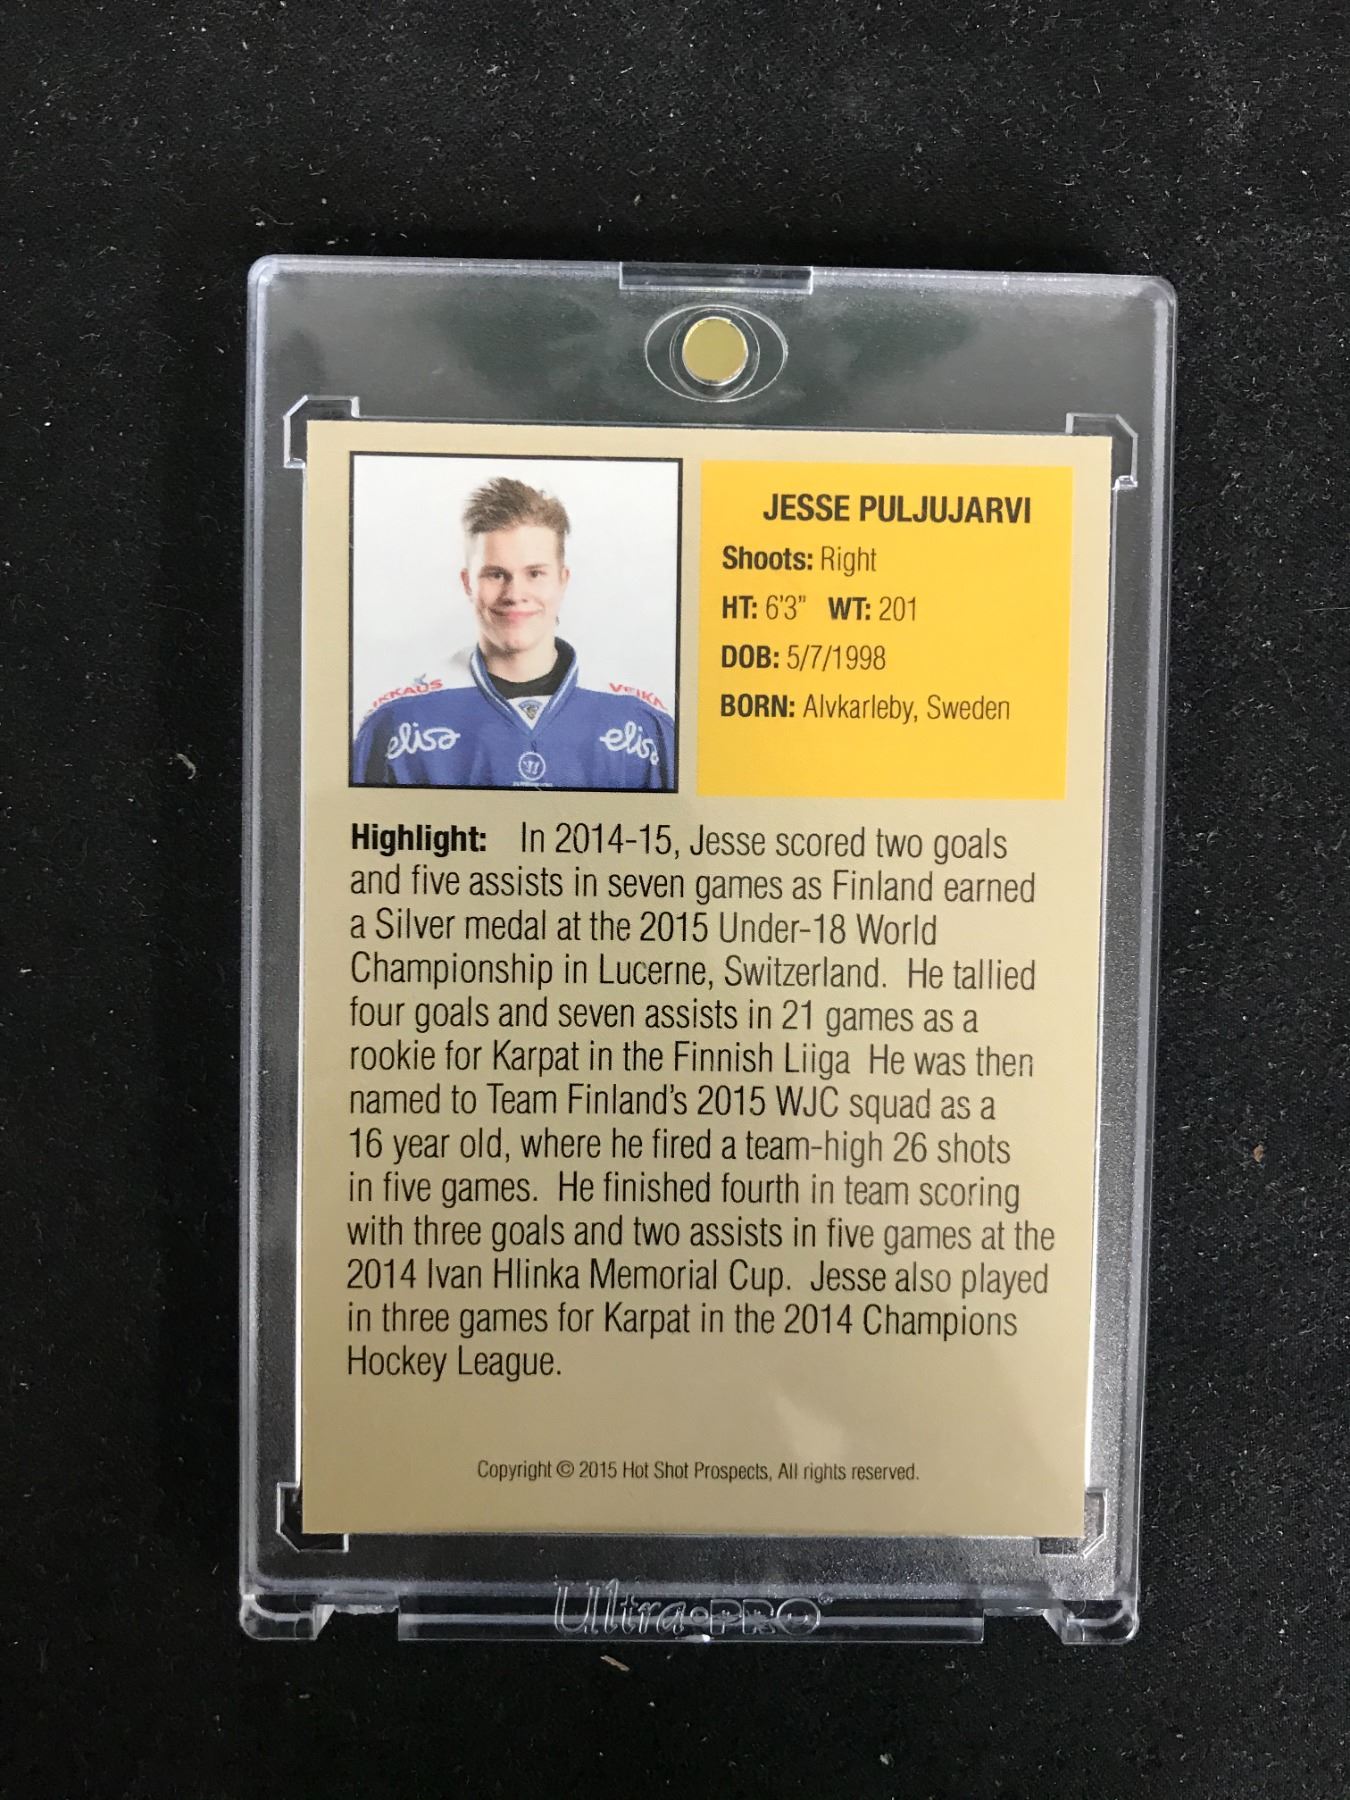 JESSE PULJUJARVI
Shoots: Right
HT: 6'3" WT: 201
DOB: 5/7/1998
BORN: Alvkarleby, Sweden
KKAUS
VEIKA
elisa
elis
Highlight: In 2014-15, Jesse scored two goals
and five assists in seven games as Finland earned
a Silver medal at the 2015 Under-18 World
Championship in Lucerne, Switzerland. He tallied
four goals and seven assists in 21 games as a
rookie for Karpat in the Finnish Liiga He was then
named to Team Finland's 2015 WJC squad as a
16 year old, where he fired a team-high 26 shots
in five games. He finished fourth in team scoring
with three goals and two assists in five games at the
2014 Ivan Hlinka Memorial Cup. Jesse also played
in three games for Karpat in the 2014 Champions
Hockey League.
Copyright © 2015 Hot Shot Prospects, All rights reserved.
Ultra•PRO®